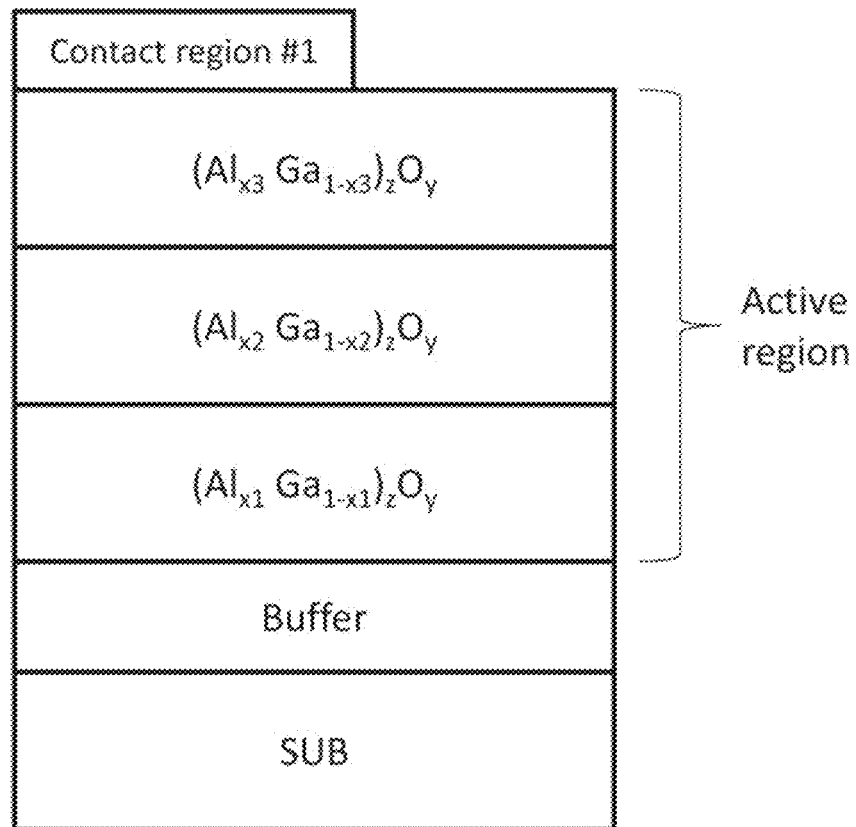 Contact region #1
(Alₓ₃ Ga₁₋ₓ₃)zOy
(Alₓ₂ Ga₁₋ₓ₂)zOy
(Alₓ₁ Ga₁₋ₓ₁)zOy
Active
region
Buffer
SUB